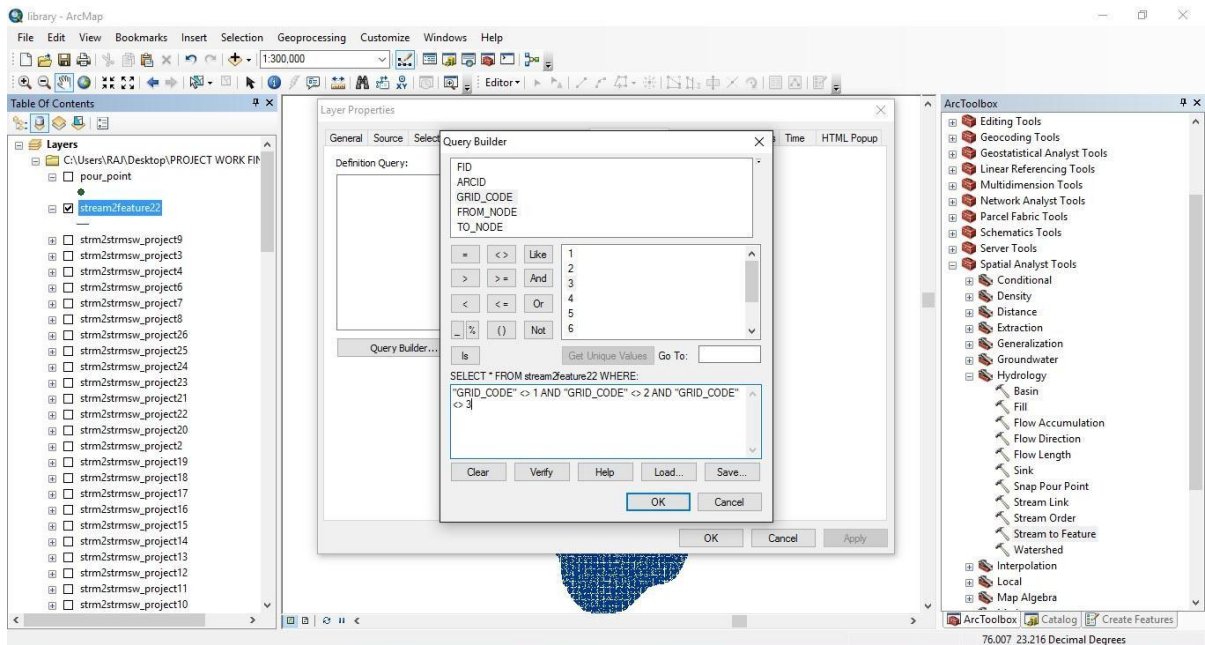 library - ArcMap
File Edit View Bookmarks Insert Selection Geoprocessing Customize Windows Help
1:300,000
Editor
Table Of Contents
Layers
C:\Users\RAJ\Desktop\PROJECT WORK FIN
pour_point
stream2feature22
strm2strmsw_project9
strm2strmsw_project3
strm2strmsw_project4
strm2strmsw_project6
strm2strmsw_project7
strm2strmsw_project8
strm2strmsw_project26
strm2strmsw_project25
strm2strmsw_project24
strm2strmsw_project23
strm2strmsw_project21
strm2strmsw_project22
strm2strmsw_project20
strm2strmsw_project2
strm2strmsw_project19
strm2strmsw_project18
strm2strmsw_project17
strm2strmsw_project16
strm2strmsw_project15
strm2strmsw_project14
strm2strmsw_project13
strm2strmsw_project12
strm2strmsw_project11
strm2strmsw_project10
Layer Properties
General Source Select
s Time HTML Popup
Definition Query:
Query Builder...
OK Cancel Apply
Query Builder
FID
ARCID
GRID_CODE
FROM_NODE
TO_NODE
= <> Like
> >= And
< <= Or
_ % () Not
Is
1
2
3
4
5
6
Get Unique Values Go To:
SELECT * FROM stream2feature22 WHERE:
"GRID_CODE" <> 1 AND "GRID_CODE" <> 2 AND "GRID_CODE"
<> 3
Clear Verify Help Load... Save...
OK Cancel
ArcToolbox
Editing Tools
Geocoding Tools
Geostatistical Analyst Tools
Linear Referencing Tools
Multidimension Tools
Network Analyst Tools
Parcel Fabric Tools
Schematics Tools
Server Tools
Spatial Analyst Tools
Conditional
Density
Distance
Extraction
Generalization
Groundwater
Hydrology
Basin
Fill
Flow Accumulation
Flow Direction
Flow Length
Sink
Snap Pour Point
Stream Link
Stream Order
Stream to Feature
Watershed
Interpolation
Local
Map Algebra
ArcToolbox Catalog Create Features
76.007 23.216 Decimal Degrees